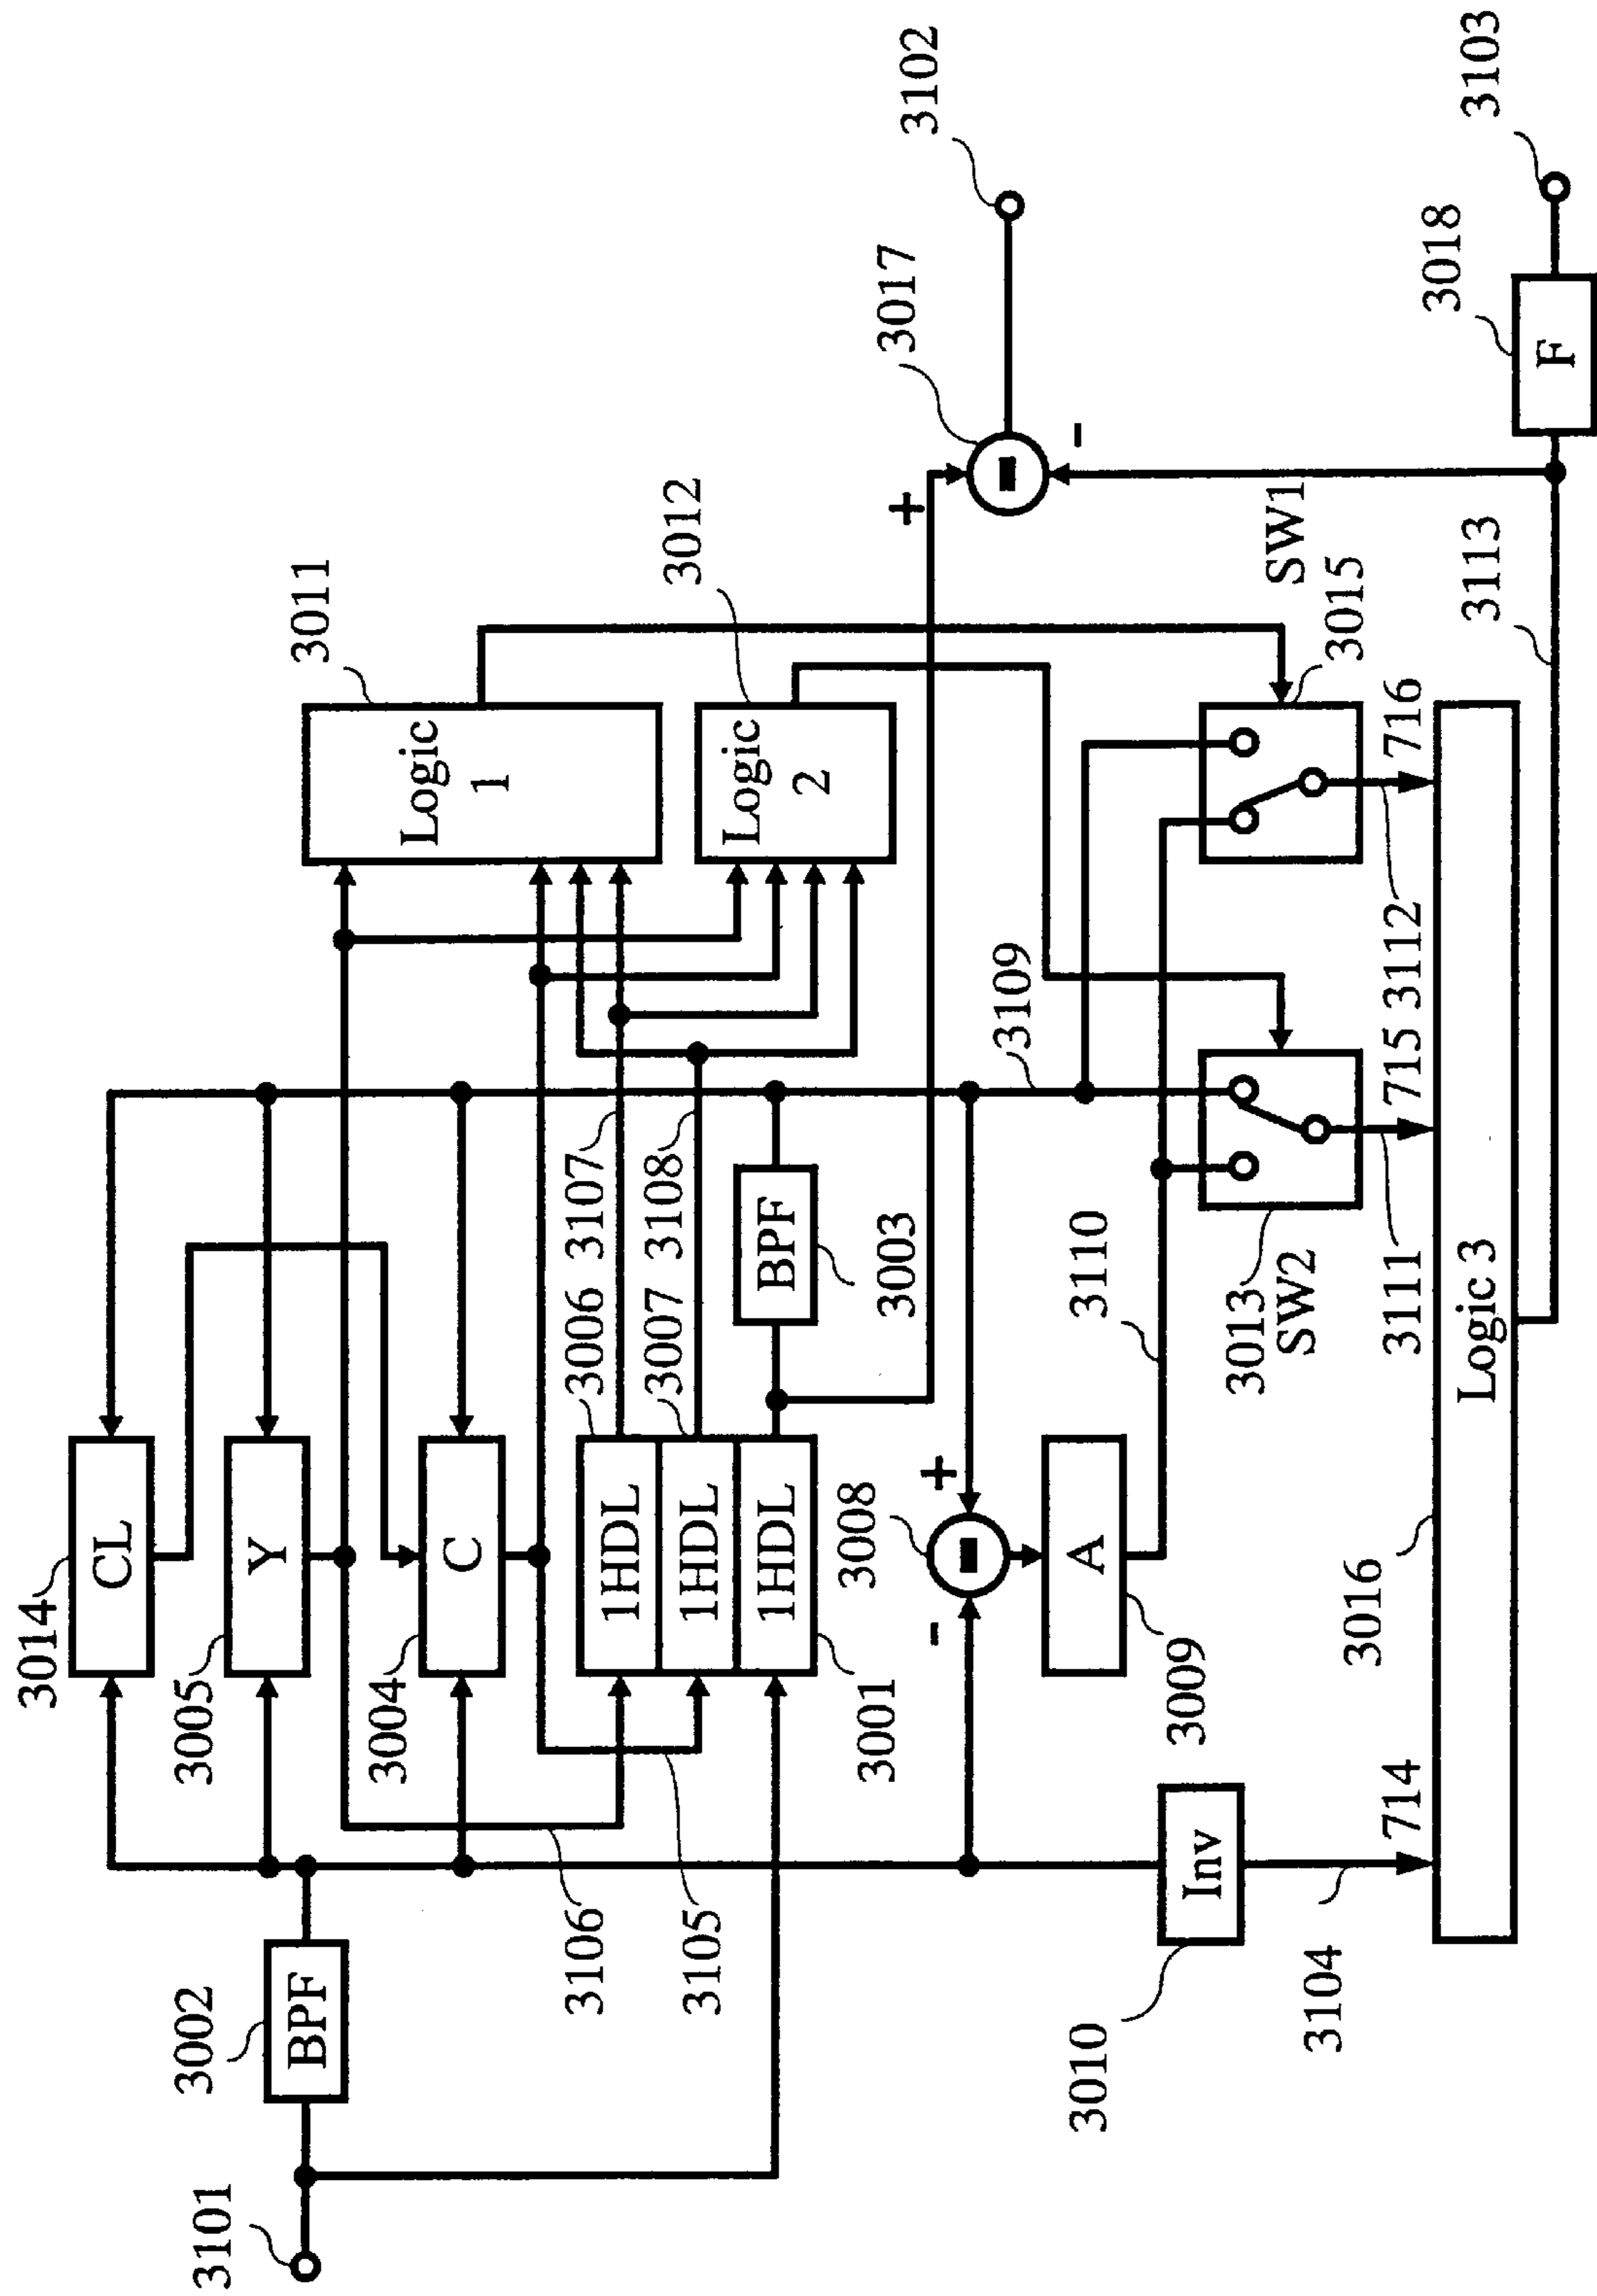 3101
3002
BPF
3014
CL
3005
Y
3004
C
3106
3105
3006
3107
3007
3108
1HDL
1HDL
1HDL
3001
BPF
3003
3011
Logic
1
3012
Logic
2
3109
3008
+
-
A
3009
3110
3010
Inv
3104
714
3013
SW2
3111
715
SW1
3015
3112
716
3016
Logic 3
3113
+
-
3017
3102
3018
F
3103